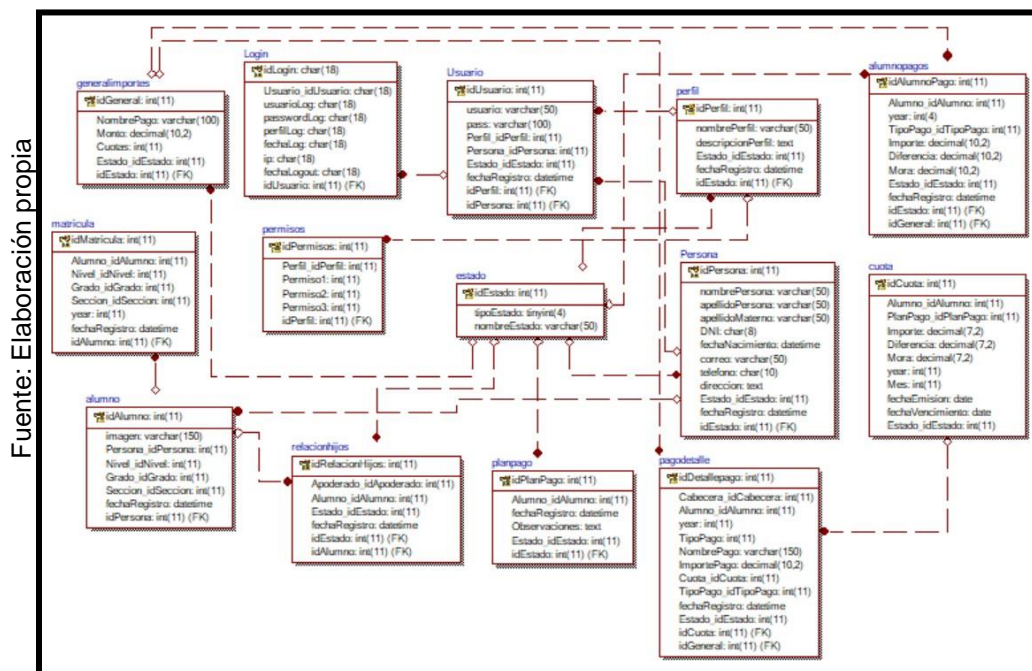 Fuente: Elaboración propia
generalimportes
idGeneral: int(11)
NombrePago: varchar(100)
Monto: decimal(10,2)
Cuotas: int(11)
Estado_idEstado: int(11)
idEstado: int(11) (FK)
Login
idLogin: char(18)
Usuario_idUsuario: char(18)
usuarioLog: char(18)
passwordLog: char(18)
perfilLog: char(18)
fechaLog: char(18)
ip: char(18)
fechaLogout: char(18)
idUsuario: int(11) (FK)
Usuario
idUsuario: int(11)
usuario: varchar(50)
pass: varchar(100)
Perfil_idPerfil: int(11)
Persona_idPersona: int(11)
Estado_idEstado: int(11)
fechaRegistro: datetime
idPerfil: int(11) (FK)
idPersona: int(11) (FK)
perfil
idPerfil: int(11)
nombrePerfil: varchar(50)
descripcionPerfil: text
Estado_idEstado: int(11)
fechaRegistro: datetime
idEstado: int(11) (FK)
alumnopagos
idAlumnoPago: int(11)
Alumno_idAlumno: int(11)
year: int(4)
TipoPago_idTipoPago: int(11)
Importe: decimal(10,2)
Diferencia: decimal(10,2)
Mora: decimal(10,2)
Estado_idEstado: int(11)
fechaRegistro: datetime
idEstado: int(11) (FK)
idGeneral: int(11) (FK)
matricula
idMatricula: int(11)
Alumno_idAlumno: int(11)
Nivel_idNivel: int(11)
Grado_idGrado: int(11)
Seccion_idSeccion: int(11)
year: int(11)
fechaRegistro: datetime
idAlumno: int(11) (FK)
permisos
idPermisos: int(11)
Perfil_idPerfil: int(11)
Permiso1: int(11)
Permiso2: int(11)
Permiso3: int(11)
idPerfil: int(11) (FK)
estado
idEstado: int(11)
tipoEstado: tinyint(4)
nombreEstado: varchar(50)
Persona
idPersona: int(11)
nombrePersona: varchar(50)
apellidoPersona: varchar(50)
apellidoMaterno: varchar(50)
DNI: char(8)
fechaNacimiento: datetime
correo: varchar(50)
telefono: char(10)
direccion: text
Estado_idEstado: int(11)
fechaRegistro: datetime
idEstado: int(11) (FK)
cuota
idCuota: int(11)
Alumno_idAlumno: int(11)
PlanPago_idPlanPago: int(11)
Importe: decimal(7,2)
Diferencia: decimal(7,2)
Mora: decimal(7,2)
year: int(11)
Mes: int(11)
fechaEmision: date
fechaVencimiento: date
Estado_idEstado: int(11)
alumno
idAlumno: int(11)
imagen: varchar(150)
Persona_idPersona: int(11)
Nivel_idNivel: int(11)
Grado_idGrado: int(11)
Seccion_idSeccion: int(11)
fechaRegistro: datetime
idPersona: int(11) (FK)
relacionhijos
idRelacionHijos: int(11)
Apoderado_idApoderado: int(11)
Alumno_idAlumno: int(11)
Estado_idEstado: int(11)
fechaRegistro: datetime
idEstado: int(11) (FK)
idAlumno: int(11) (FK)
planpago
idPlanPago: int(11)
Alumno_idAlumno: int(11)
fechaRegistro: datetime
Observaciones: text
Estado_idEstado: int(11)
idEstado: int(11) (FK)
pagodetalle
idDetallepago: int(11)
Cabecera_idCabecera: int(11)
Alumno_idAlumno: int(11)
year: int(11)
TipoPago: int(11)
NombrePago: varchar(150)
ImportePago: decimal(10,2)
Cuota_idCuota: int(11)
TipoPago_idTipoPago: int(11)
fechaRegistro: datetime
Estado_idEstado: int(11)
idCuota: int(11) (FK)
idGeneral: int(11) (FK)